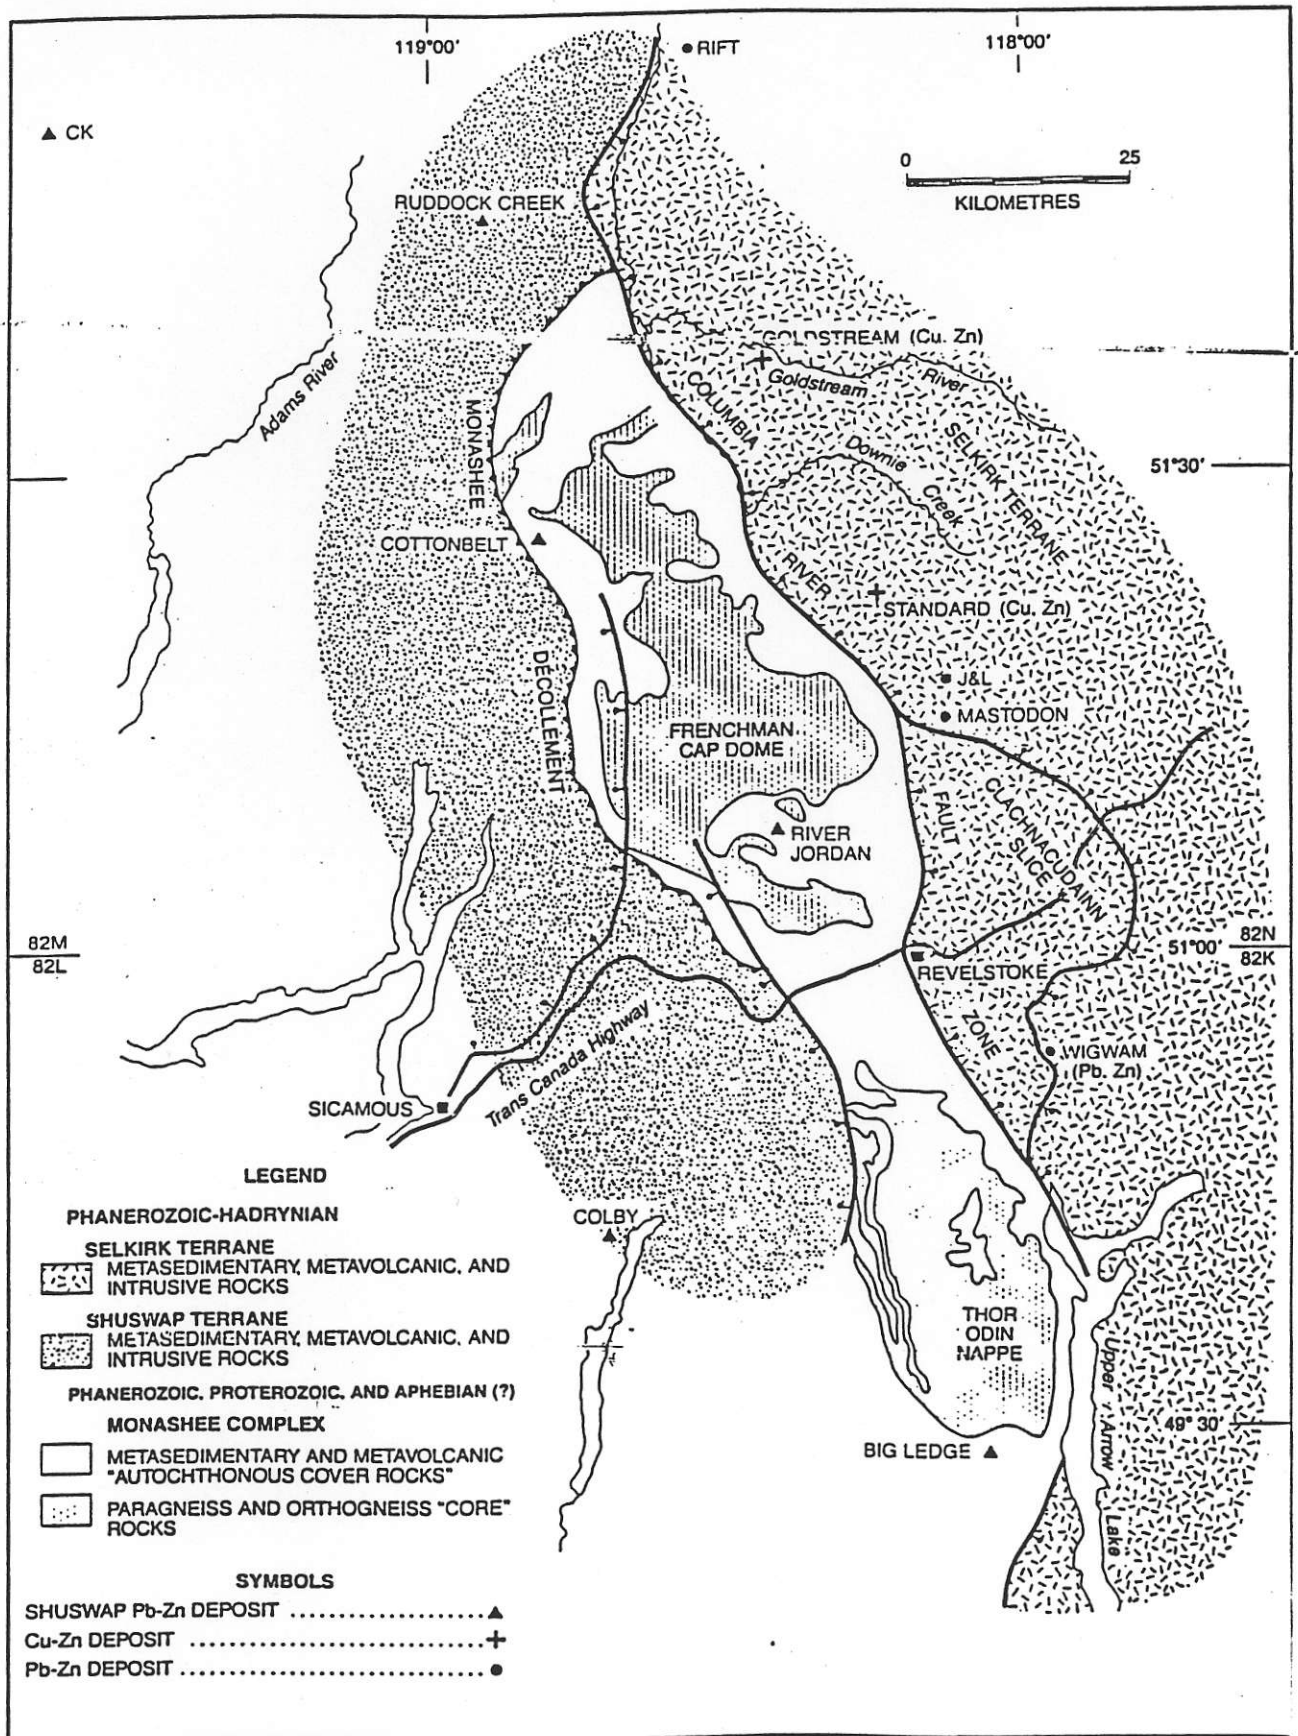 119°00'
118°00'
RIFT
CK
0 25
KILOMETRES
RUDDOCK CREEK
GOLDSTREAM (Cu. Zn)
Goldstream River
Adams River
MONASHEE
COLUMBIA
SELKIRK TERRANE
Downie Creek
51°30'
COTTONBELT
RIVER
STANDARD (Cu. Zn)
DÉCOLLEMENT
J&L
MASTODON
FRENCHMAN
CAP DOME
FAULT
CLACHNACUDAINN
SLICE
RIVER
JORDAN
82M
82L
51°00'
82N
82K
REVELSTOKE
ZONE
Trans Canada Highway
WIGWAM
(Pb. Zn)
SICAMOUS
LEGEND
PHANEROZOIC-HADRYNIAN
SELKIRK TERRANE
METASEDIMENTARY, METAVOLCANIC, AND
INTRUSIVE ROCKS
SHUSWAP TERRANE
METASEDIMENTARY, METAVOLCANIC, AND
INTRUSIVE ROCKS
PHANEROZOIC, PROTEROZOIC, AND APHEBIAN (?)
MONASHEE COMPLEX
METASEDIMENTARY AND METAVOLCANIC
"AUTOCHTHONOUS COVER ROCKS"
PARAGNEISS AND ORTHOGNEISS "CORE"
ROCKS
COLBY
THOR
ODIN
NAPPE
Upper Arrow Lake
49°30'
BIG LEDGE
SYMBOLS
SHUSWAP Pb-Zn DEPOSIT
Cu-Zn DEPOSIT
Pb-Zn DEPOSIT